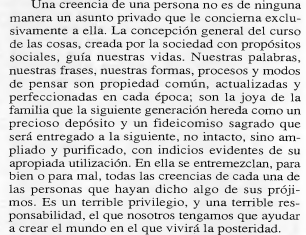 Una creencia de una persona no es de ninguna
manera un asunto privado que le concierna exclu-
sivamente a ella. La concepción general del curso
de las cosas, creada por la sociedad con propósitos
sociales, guía nuestras vidas. Nuestras palabras,
nuestras frases, nuestras formas, procesos y modos
de pensar son propiedad común, actualizadas y
perfeccionadas en cada época; son la joya de la
familia que la siguiente generación hereda como un
precioso depósito y un fideicomiso sagrado que
será entregado a la siguiente, no intacto, sino am-
pliado y purificado, con indicios evidentes de su
apropiada utilización. En ella se entremezclan, para
bien o para mal, todas las creencias de cada una de
las personas que hayan dicho algo de sus próji-
mos. Es un terrible privilegio, y una terrible res-
ponsabilidad, el que nosotros tengamos que ayudar
a crear el mundo en el que vivirá la posteridad.